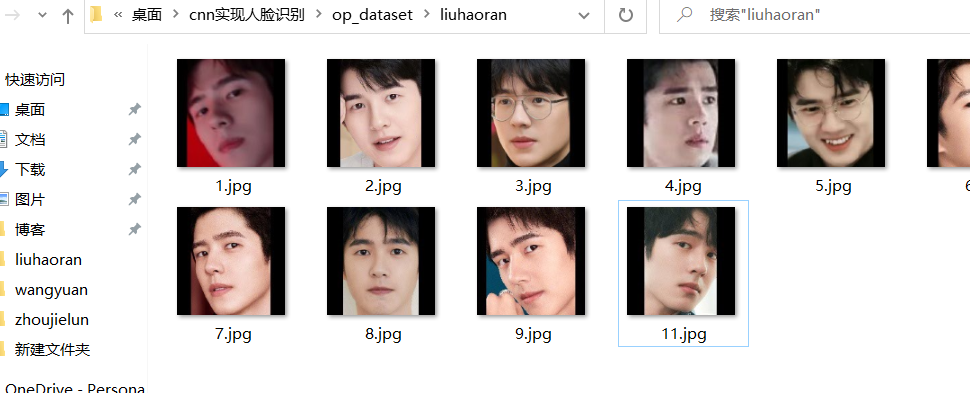 « 桌面 › cnn实现人脸识别 › op_dataset › liuhaoran
搜索"liuhaoran"
快速访问
桌面
文档
下载
图片
博客
liuhaoran
wangyuan
zhoujielun
新建文件夹
OneDrive - Persona
1.jpg 2.jpg 3.jpg 4.jpg 5.jpg 6
7.jpg 8.jpg 9.jpg 11.jpg